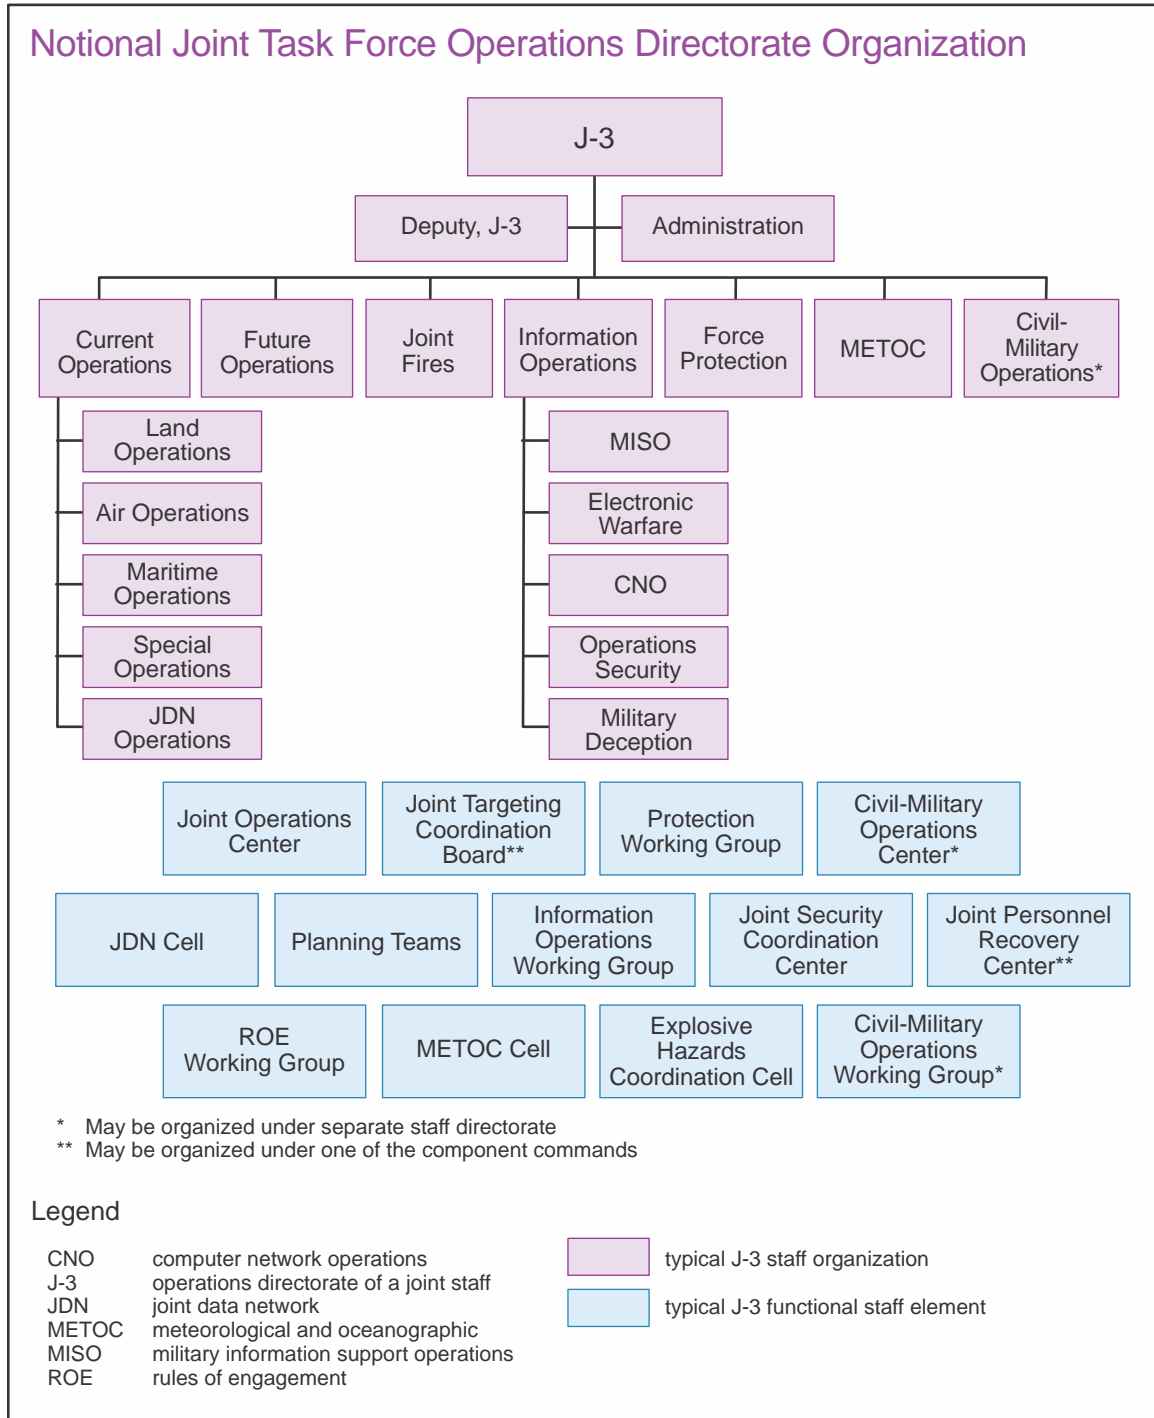 Notional Joint Task Force Operations Directorate Organization
J-3
Deputy, J-3
Administration
Current
Operations
Future
Operations
Joint
Fires
Information
Operations
Force
Protection
METOC
Civil-
Military
Operations*
Land
Operations
Air Operations
Maritime
Operations
Special
Operations
JDN
Operations
MISO
Electronic
Warfare
CNO
Operations
Security
Military
Deception
Joint Operations
Center
Joint Targeting
Coordination
Board**
Protection
Working Group
Civil-Military
Operations
Center*
JDN Cell
Planning Teams
Information
Operations
Working Group
Joint Security
Coordination
Center
Joint Personnel
Recovery
Center**
ROE
Working Group
METOC Cell
Explosive
Hazards
Coordination Cell
Civil-Military
Operations
Working Group*
* May be organized under separate staff directorate
** May be organized under one of the component commands
Legend
CNO computer network operations
J-3 operations directorate of a joint staff
JDN joint data network
METOC meteorological and oceanographic
MISO military information support operations
ROE rules of engagement
typical J-3 staff organization
typical J-3 functional staff element